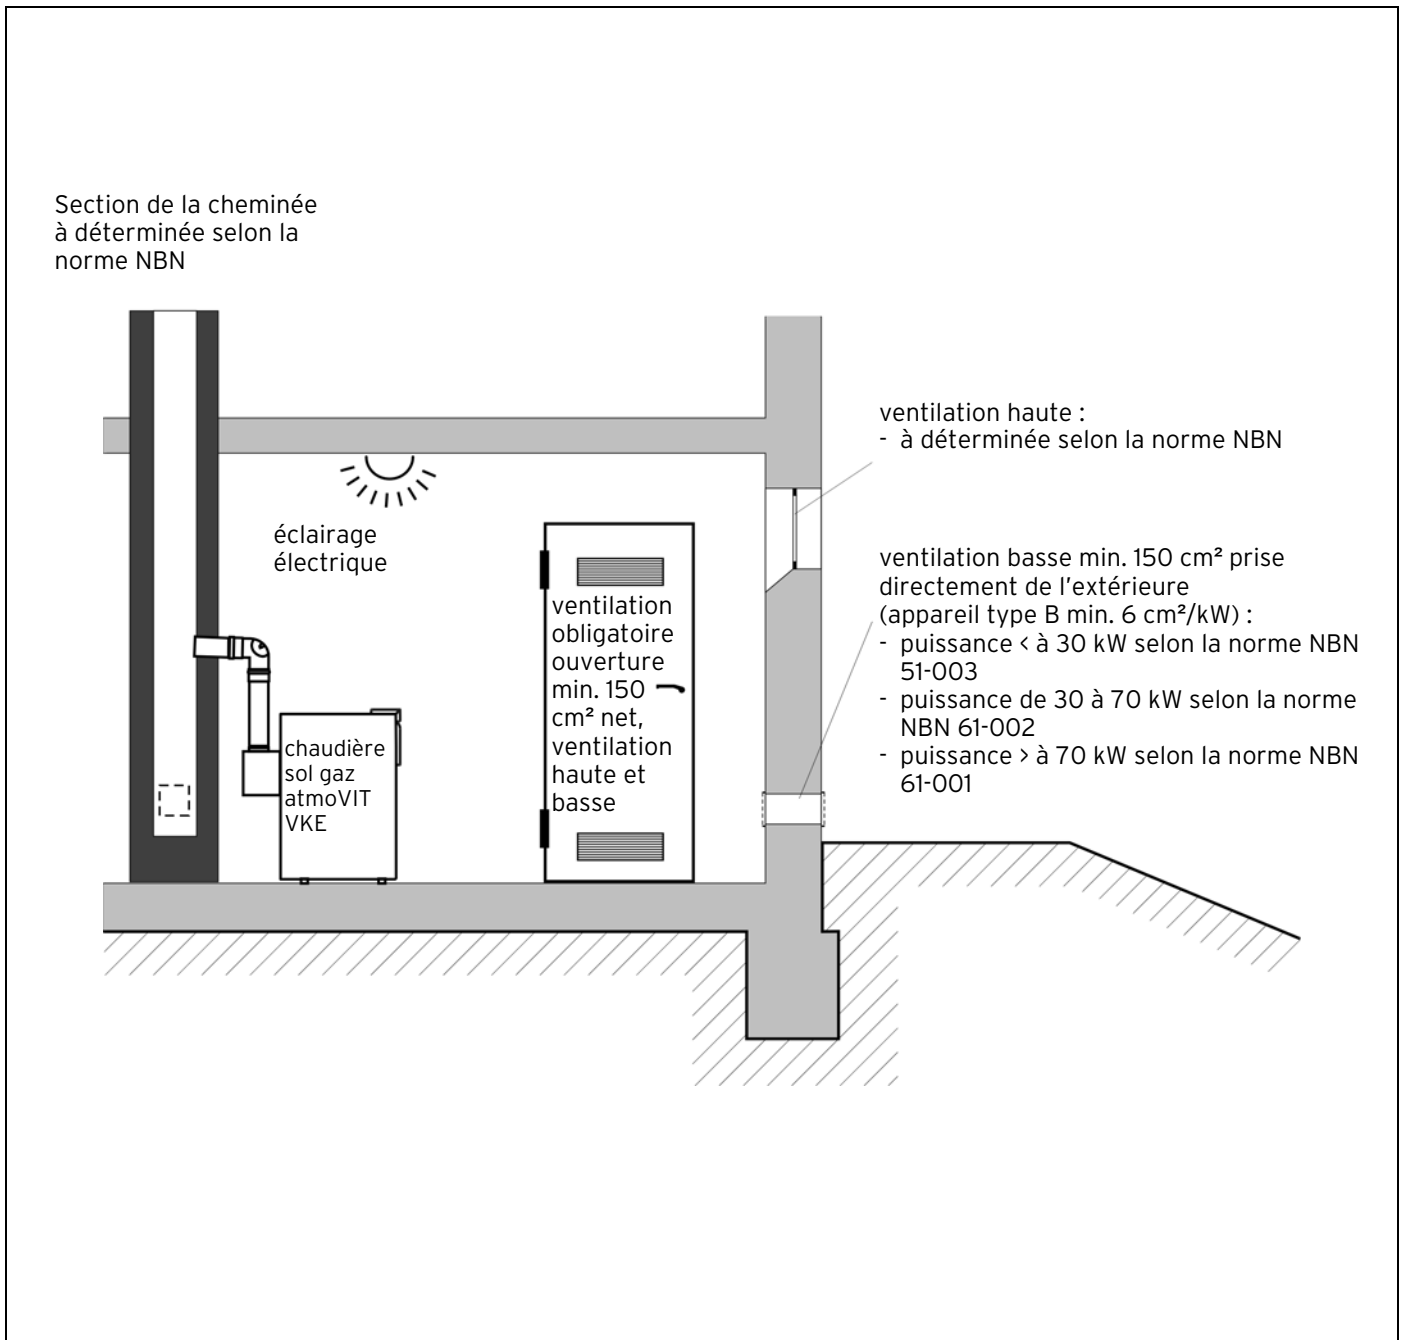 Section de la cheminée
à déterminée selon la
norme NBN
ventilation haute :
- à déterminée selon la norme NBN
éclairage
électrique
ventilation basse min. 150 cm² prise
directement de l'extérieure
(appareil type B min. 6 cm²/kW) :
- puissance < à 30 kW selon la norme NBN
51-003
- puissance de 30 à 70 kW selon la norme
NBN 61-002
- puissance > à 70 kW selon la norme NBN
61-001
ventilation
obligatoire
ouverture
min. 150
cm² net,
ventilation
haute et
basse
chaudière
sol gaz
atmoVIT
VKE